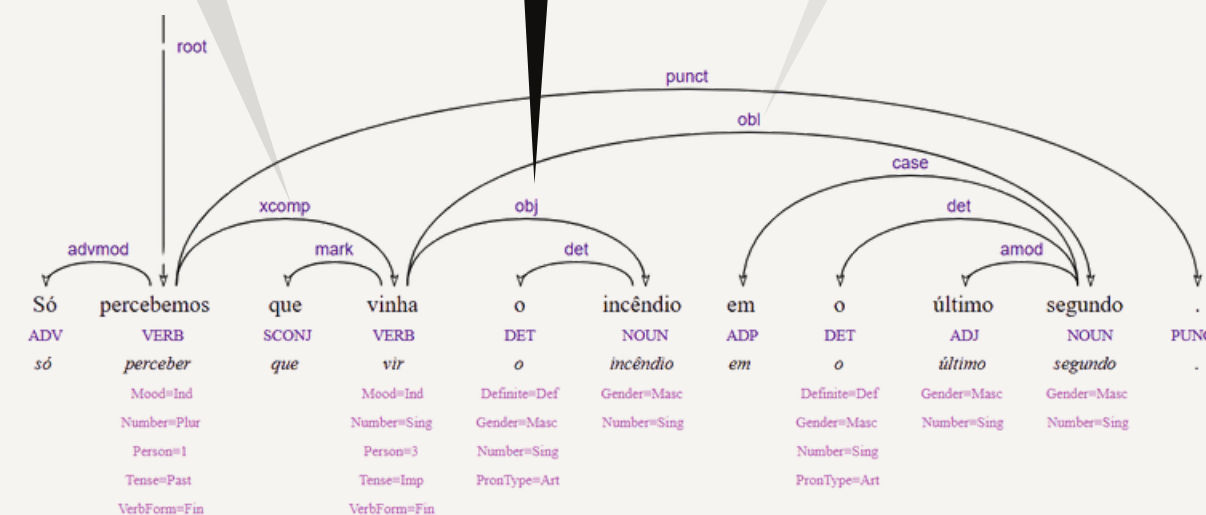 root
punct
obl
case
xcomp obj det
advmod mark det amod
Só percebemos que vinha o incêndio em o último segundo .
ADV VERB SCONJ VERB DET NOUN ADP DET ADJ NOUN PUNC
só perceber que vir o incêndio em o último segundo .
Mood=Ind Mood=Ind Definite=Def Gender=Masc Definite=Def Gender=Masc Gender=Masc
Number=Plur Number=Sing Gender=Masc Number=Sing Gender=Masc Number=Sing Number=Sing
Person=1 Person=3 Number=Sing Number=Sing
Tense=Past Tense=Imp PronType=Art PronType=Art
VerbForm=Fin VerbForm=Fin